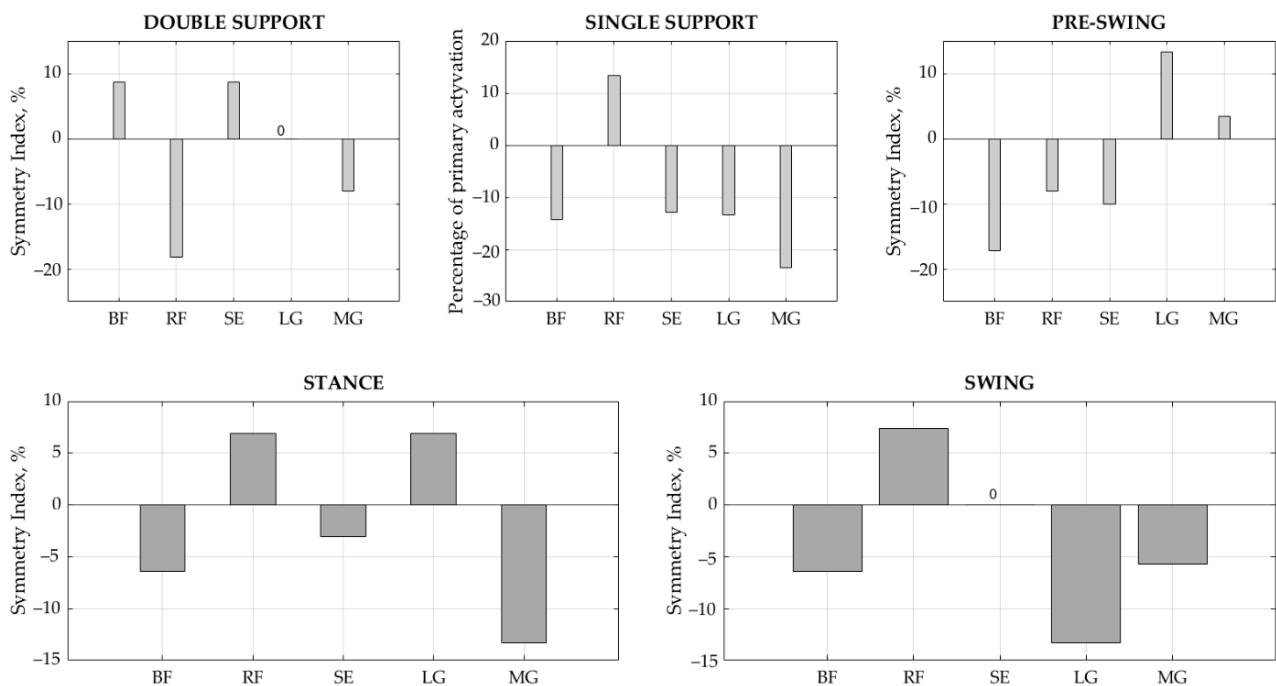 DOUBLE SUPPORT
Symmetry Index, %
10
0
−10
−20
0
BF RF SE LG MG
SINGLE SUPPORT
Percentage of primary actyvation
20
10
0
−10
−20
−30
BF RF SE LG MG
PRE-SWING
Symmetry Index, %
10
0
−10
−20
BF RF SE LG MG
STANCE
Symmetry Index, %
10
5
0
−5
−10
−15
BF RF SE LG MG
SWING
Symmetry Index, %
10
5
0
−5
−10
−15
0
BF RF SE LG MG